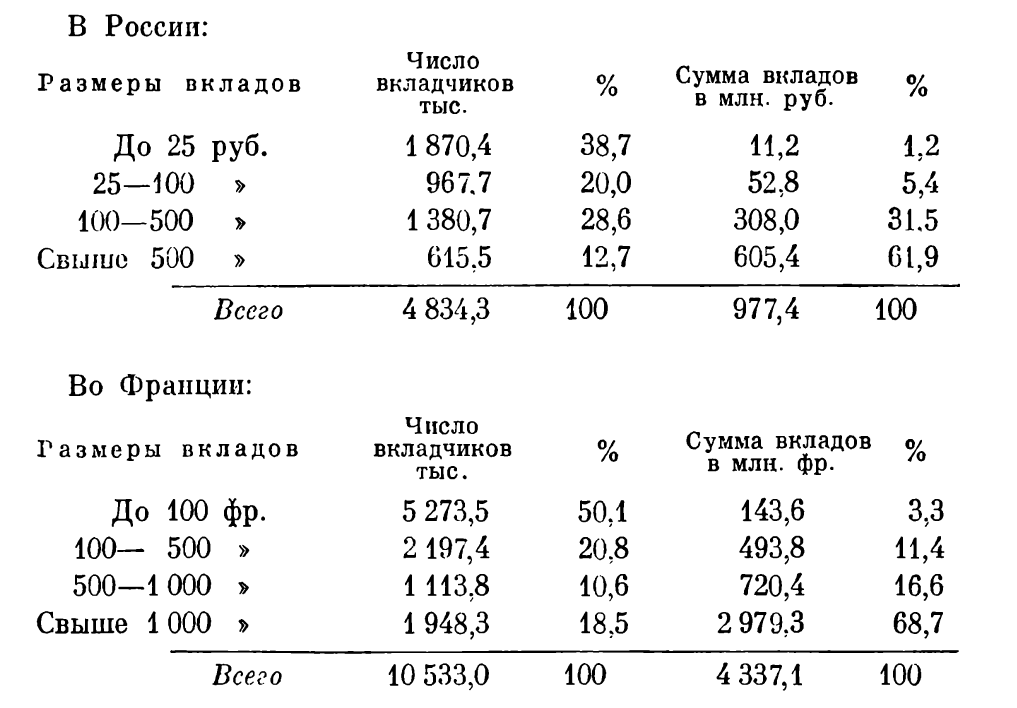 В России:
Размеры вкладов Число вкладчиков тыс. % Сумма вкладов в млн. руб. %
До 25 руб. 1 870,4 38,7 11,2 1,2
25—100 » 967,7 20,0 52,8 5,4
100—500 » 1 380,7 28,6 308,0 31,5
Свыше 500 » 615,5 12,7 605,4 61,9
Всего 4 834,3 100 977,4 100
Во Франции:
Размеры вкладов Число вкладчиков тыс. % Сумма вкладов в млн. фр. %
До 100 фр. 5 273,5 50,1 143,6 3,3
100— 500 » 2 197,4 20,8 493,8 11,4
500—1 000 » 1 113,8 10,6 720,4 16,6
Свыше 1 000 » 1 948,3 18,5 2 979,3 68,7
Всего 10 533,0 100 4 337,1 100